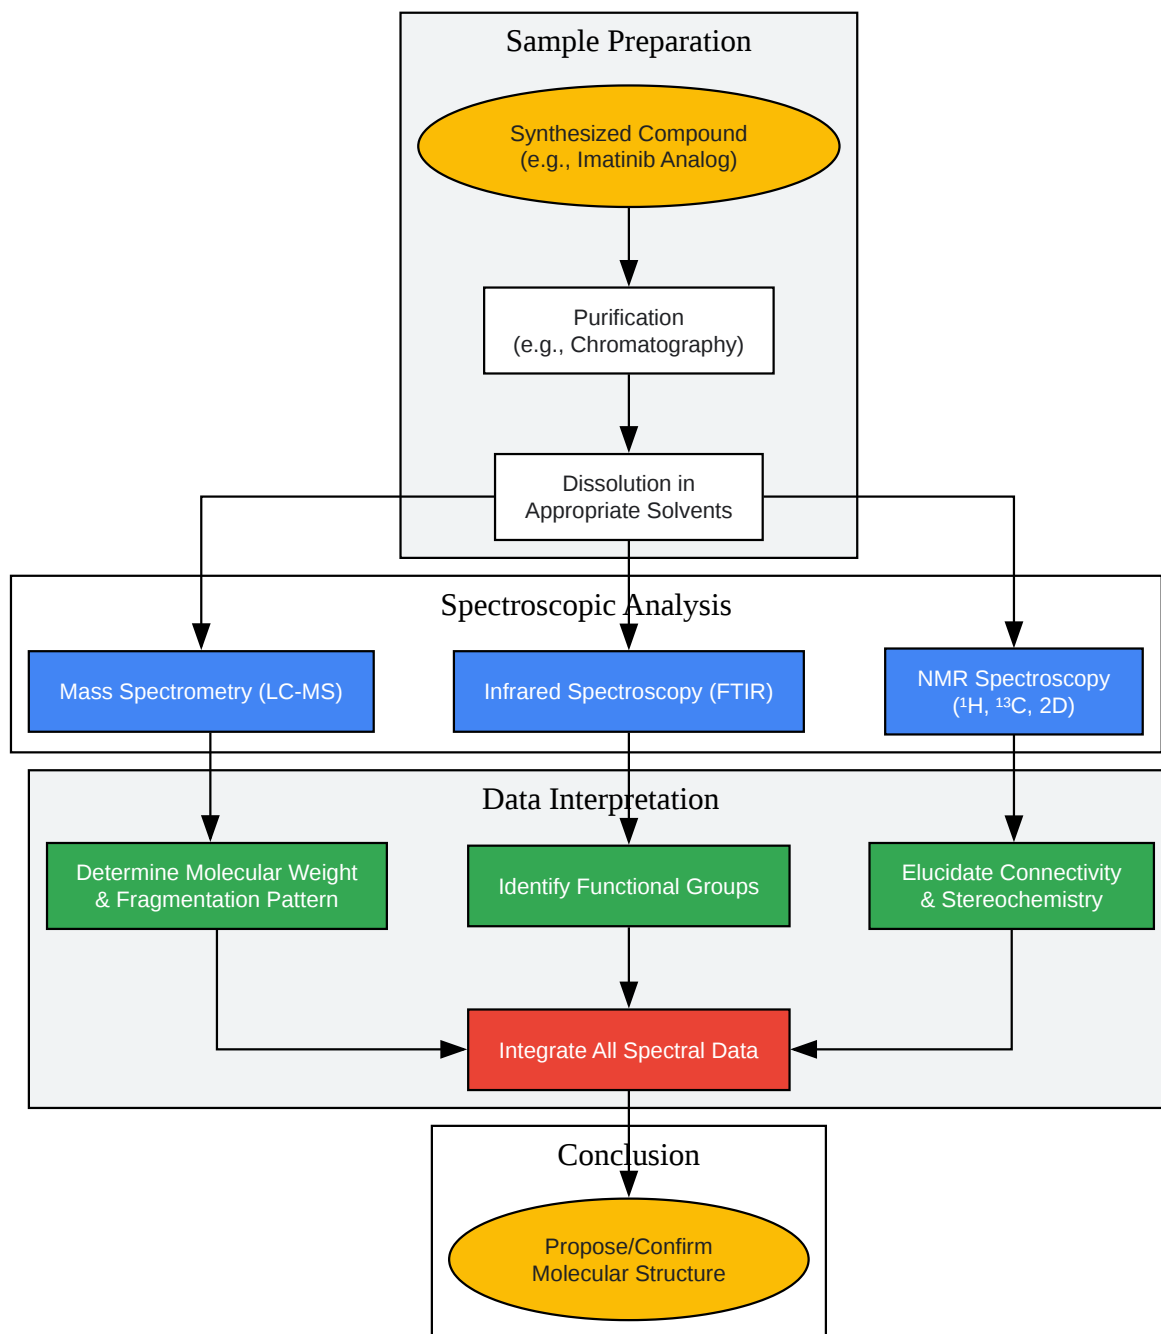 Sample Preparation
Synthesized Compound
(e.g., Imatinib Analog)
Purification
(e.g., Chromatography)
Dissolution in
Appropriate Solvents
Spectroscopic Analysis
Mass Spectrometry (LC-MS)
Infrared Spectroscopy (FTIR)
NMR Spectroscopy
(¹H, ¹³C, 2D)
Data Interpretation
Determine Molecular Weight
& Fragmentation Pattern
Identify Functional Groups
Elucidate Connectivity
& Stereochemistry
Integrate All Spectral Data
Conclusion
Propose/Confirm
Molecular Structure